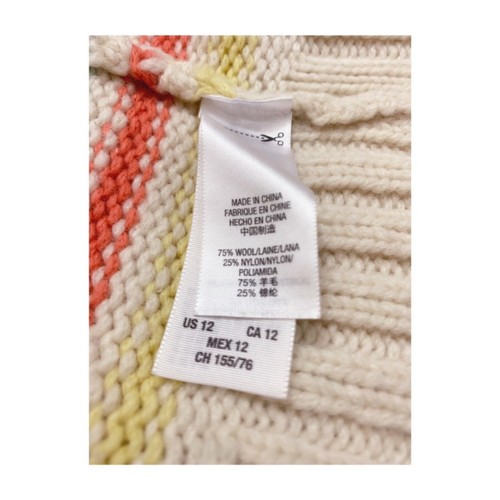 MADE IN CHINA
FABRIQUE EN CHINE
HECHO EN CHINA
中国制造
75% WOOL/LAINE/LANA
25% NYLON/NYLON/
POLIAMIDA
75% 羊毛
25% 锦纶
US 12 CA 12
MEX 12
CH 155/76